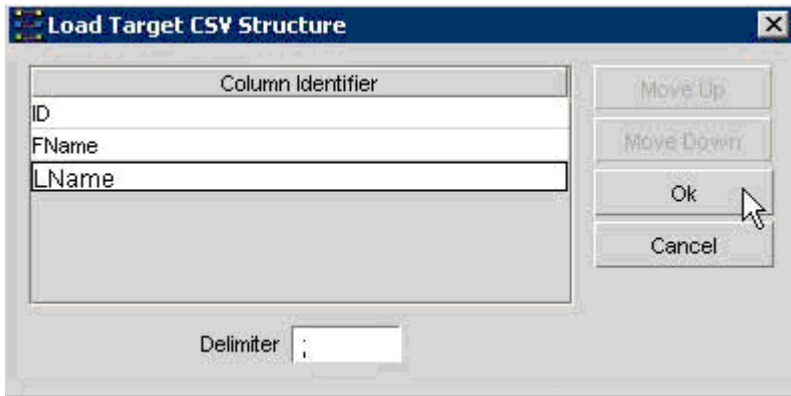 Load Target CSV Structure
Column Identifier
ID
FName
LName
Move Up
Move Down
Ok
Cancel
Delimiter ;